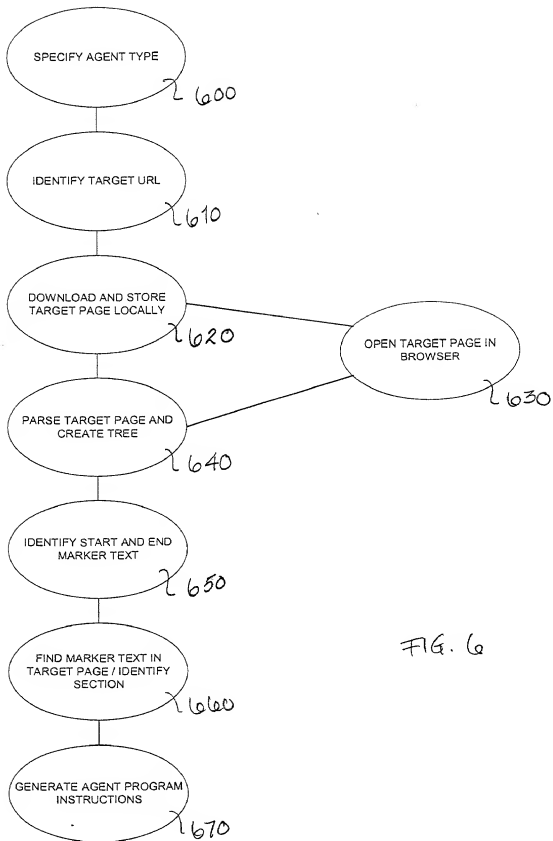 SPECIFY AGENT TYPE
600
IDENTIFY TARGET URL
610
DOWNLOAD AND STORE
TARGET PAGE LOCALLY
620
OPEN TARGET PAGE IN
BROWSER
630
PARSE TARGET PAGE AND
CREATE TREE
640
IDENTIFY START AND END
MARKER TEXT
650
FIND MARKER TEXT IN
TARGET PAGE / IDENTIFY
SECTION
660
GENERATE AGENT PROGRAM
INSTRUCTIONS
670
FIG. 6